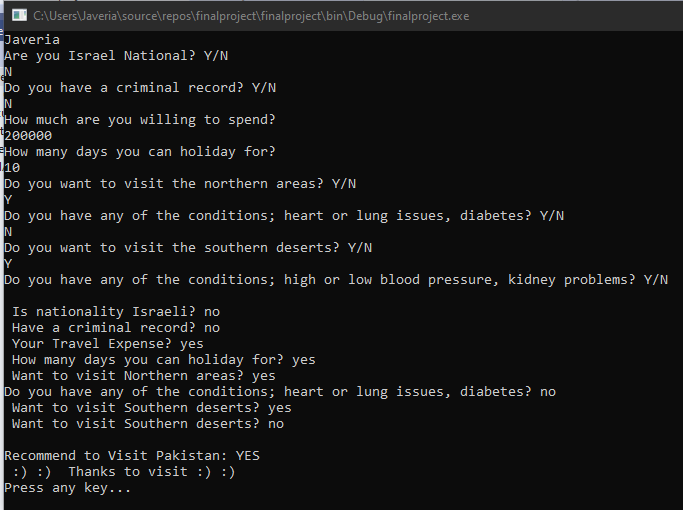 C:\Users\Javeria\source\repos\finalproject\finalproject\bin\Debug\finalproject.exe
Javeria
Are you Israel National? Y/N
N
Do you have a criminal record? Y/N
N
How much are you willing to spend?
200000
How many days you can holiday for?
10
Do you want to visit the northern areas? Y/N
Y
Do you have any of the conditions; heart or lung issues, diabetes? Y/N
N
Do you want to visit the southern deserts? Y/N
Y
Do you have any of the conditions; high or low blood pressure, kidney problems? Y/N
Is nationality Israeli? no
Have a criminal record? no
Your Travel Expense? yes
How many days you can holiday for? yes
Want to visit Northern areas? yes
Do you have any of the conditions; heart or lung issues, diabetes? no
Want to visit Southern deserts? yes
Want to visit Southern deserts? no
Recommend to Visit Pakistan: YES
:) :)  Thanks to visit :) :)
Press any key...